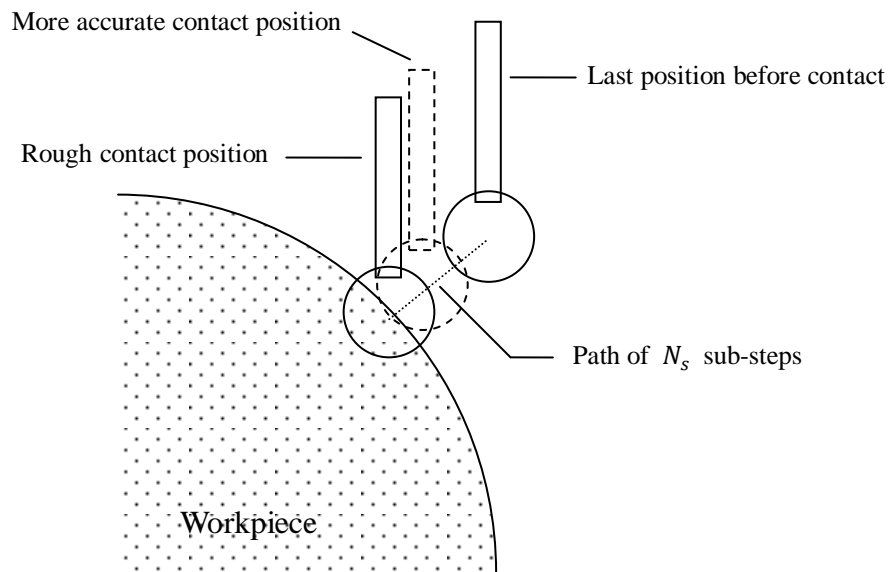 More accurate contact position
Last position before contact
Rough contact position
Path of N_s sub-steps
Workpiece